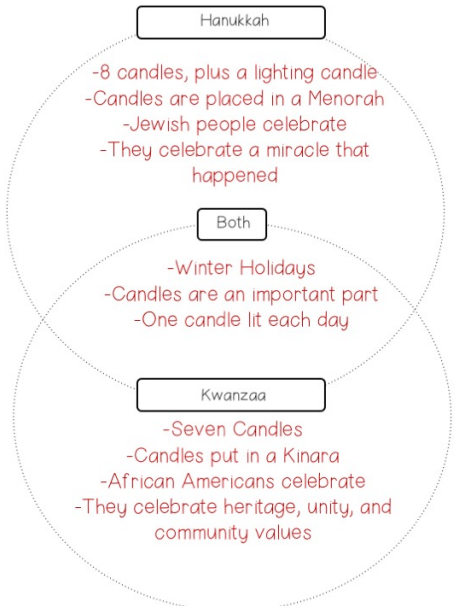 Hanukkah
-8 candles, plus a lighting candle
-Candles are placed in a Menorah
-Jewish people celebrate
-They celebrate a miracle that
happened
Both
-Winter Holidays
-Candles are an important part
-One candle lit each day
Kwanzaa
-Seven Candles
-Candles put in a Kinara
-African Americans celebrate
-They celebrate heritage, unity, and
community values